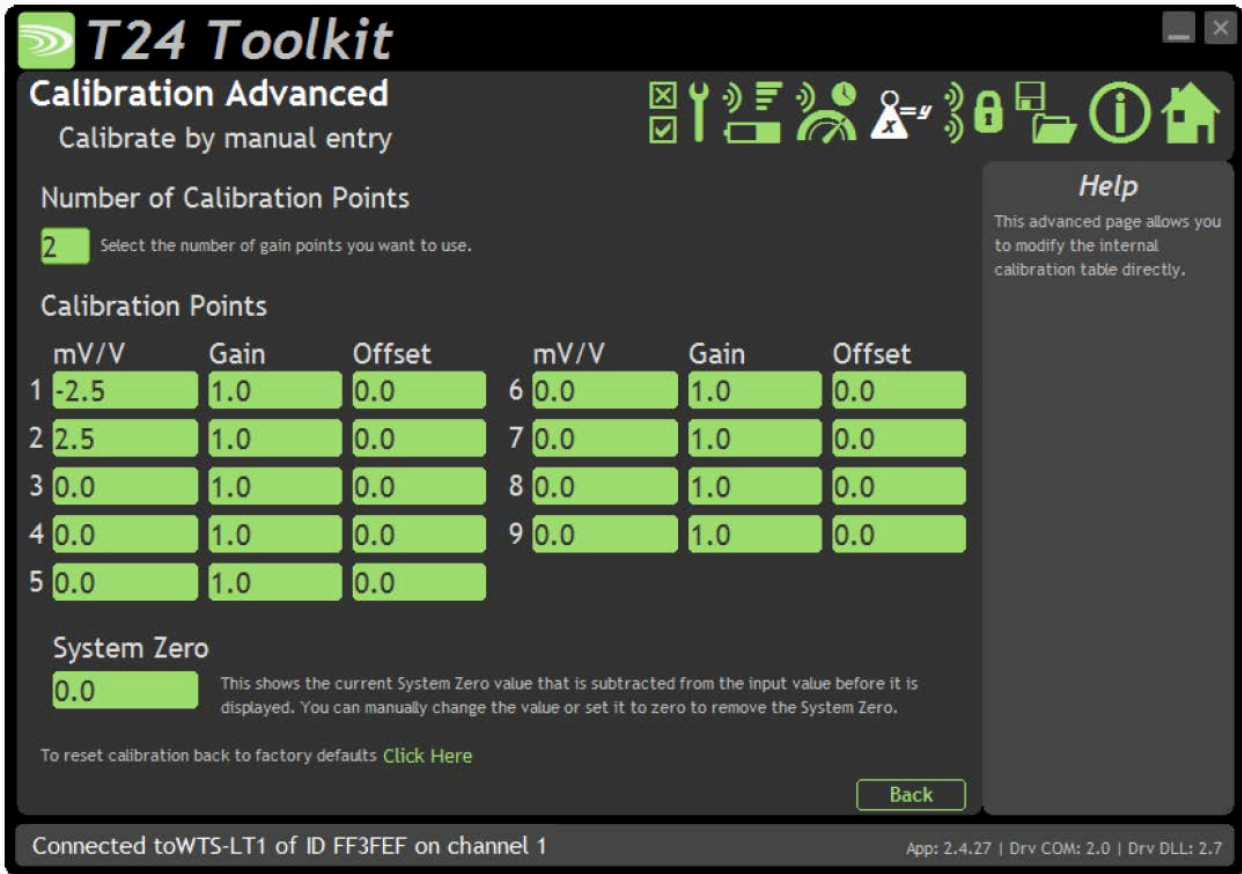 T24 Toolkit
Calibration Advanced
Calibrate by manual entry
x=y
Number of Calibration Points
2 Select the number of gain points you want to use.
Calibration Points
mV/V Gain Offset mV/V Gain Offset
1 -2.5 1.0 0.0 6 0.0 1.0 0.0
2 2.5 1.0 0.0 7 0.0 1.0 0.0
3 0.0 1.0 0.0 8 0.0 1.0 0.0
4 0.0 1.0 0.0 9 0.0 1.0 0.0
5 0.0 1.0 0.0
System Zero
0.0 This shows the current System Zero value that is subtracted from the input value before it is
displayed. You can manually change the value or set it to zero to remove the System Zero.
To reset calibration back to factory defaults Click Here
Back
Help
This advanced page allows you
to modify the internal
calibration table directly.
Connected toWTS-LT1 of ID FF3FEF on channel 1
App: 2.4.27 | Drv COM: 2.0 | Drv DLL: 2.7